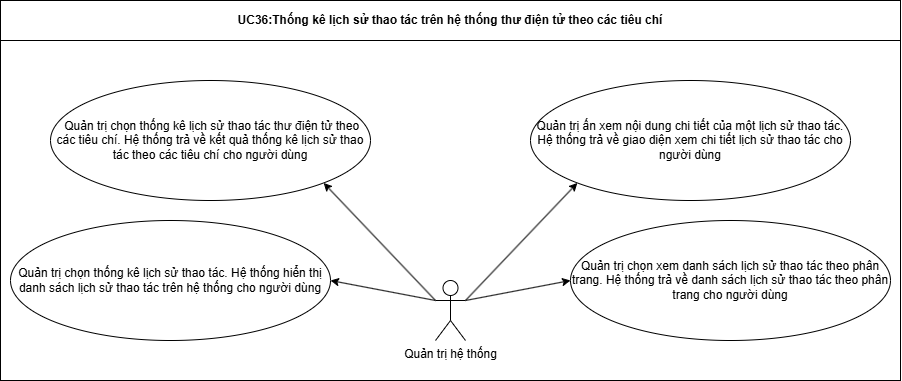 UC36:Thống kê lịch sử thao tác trên hệ thống thư điện tử theo các tiêu chí
Quản trị chọn thống kê lịch sử thao tác thư điện tử theo
các tiêu chí. Hệ thống trả về kết quả thống kê lịch sử thao
tác theo các tiêu chí cho người dùng
Quản trị ấn xem nội dung chi tiết của một lịch sử thao tác.
Hệ thống trả về giao diện xem chi tiết lịch sử thao tác cho
người dùng
Quản trị chọn thống kê lịch sử thao tác. Hệ thống hiển thị
danh sách lịch sử thao tác trên hệ thống cho người dùng
Quản trị chọn xem danh sách lịch sử thao tác theo phân
trang. Hệ thống trả về danh sách lịch sử thao tác theo phân
trang cho người dùng
Quản trị hệ thống